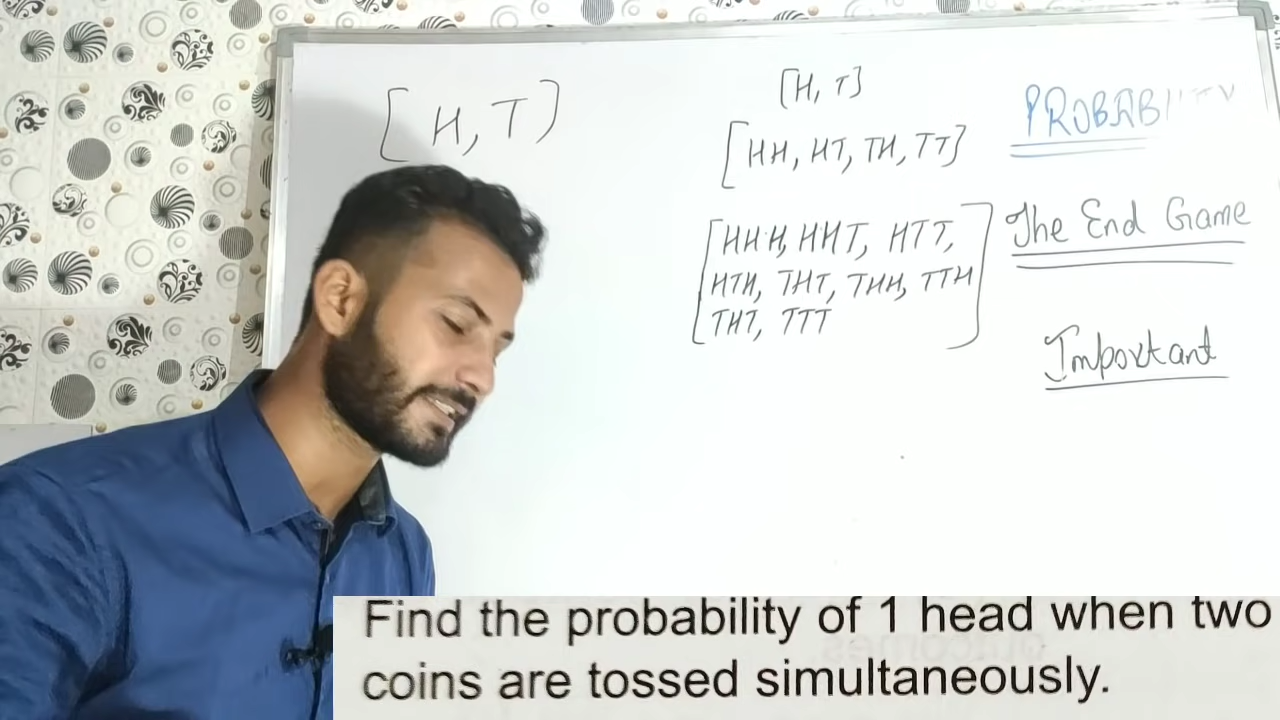 [H, T]
[H, T]
[HH, HT, TH, TT]
[HHH, HHT, HTT,
HTH, THT, THH, TTH
THT, TTT]
PROBABILITY
The End Game
Important
Find the probability of 1 head when two
coins are tossed simultaneously.